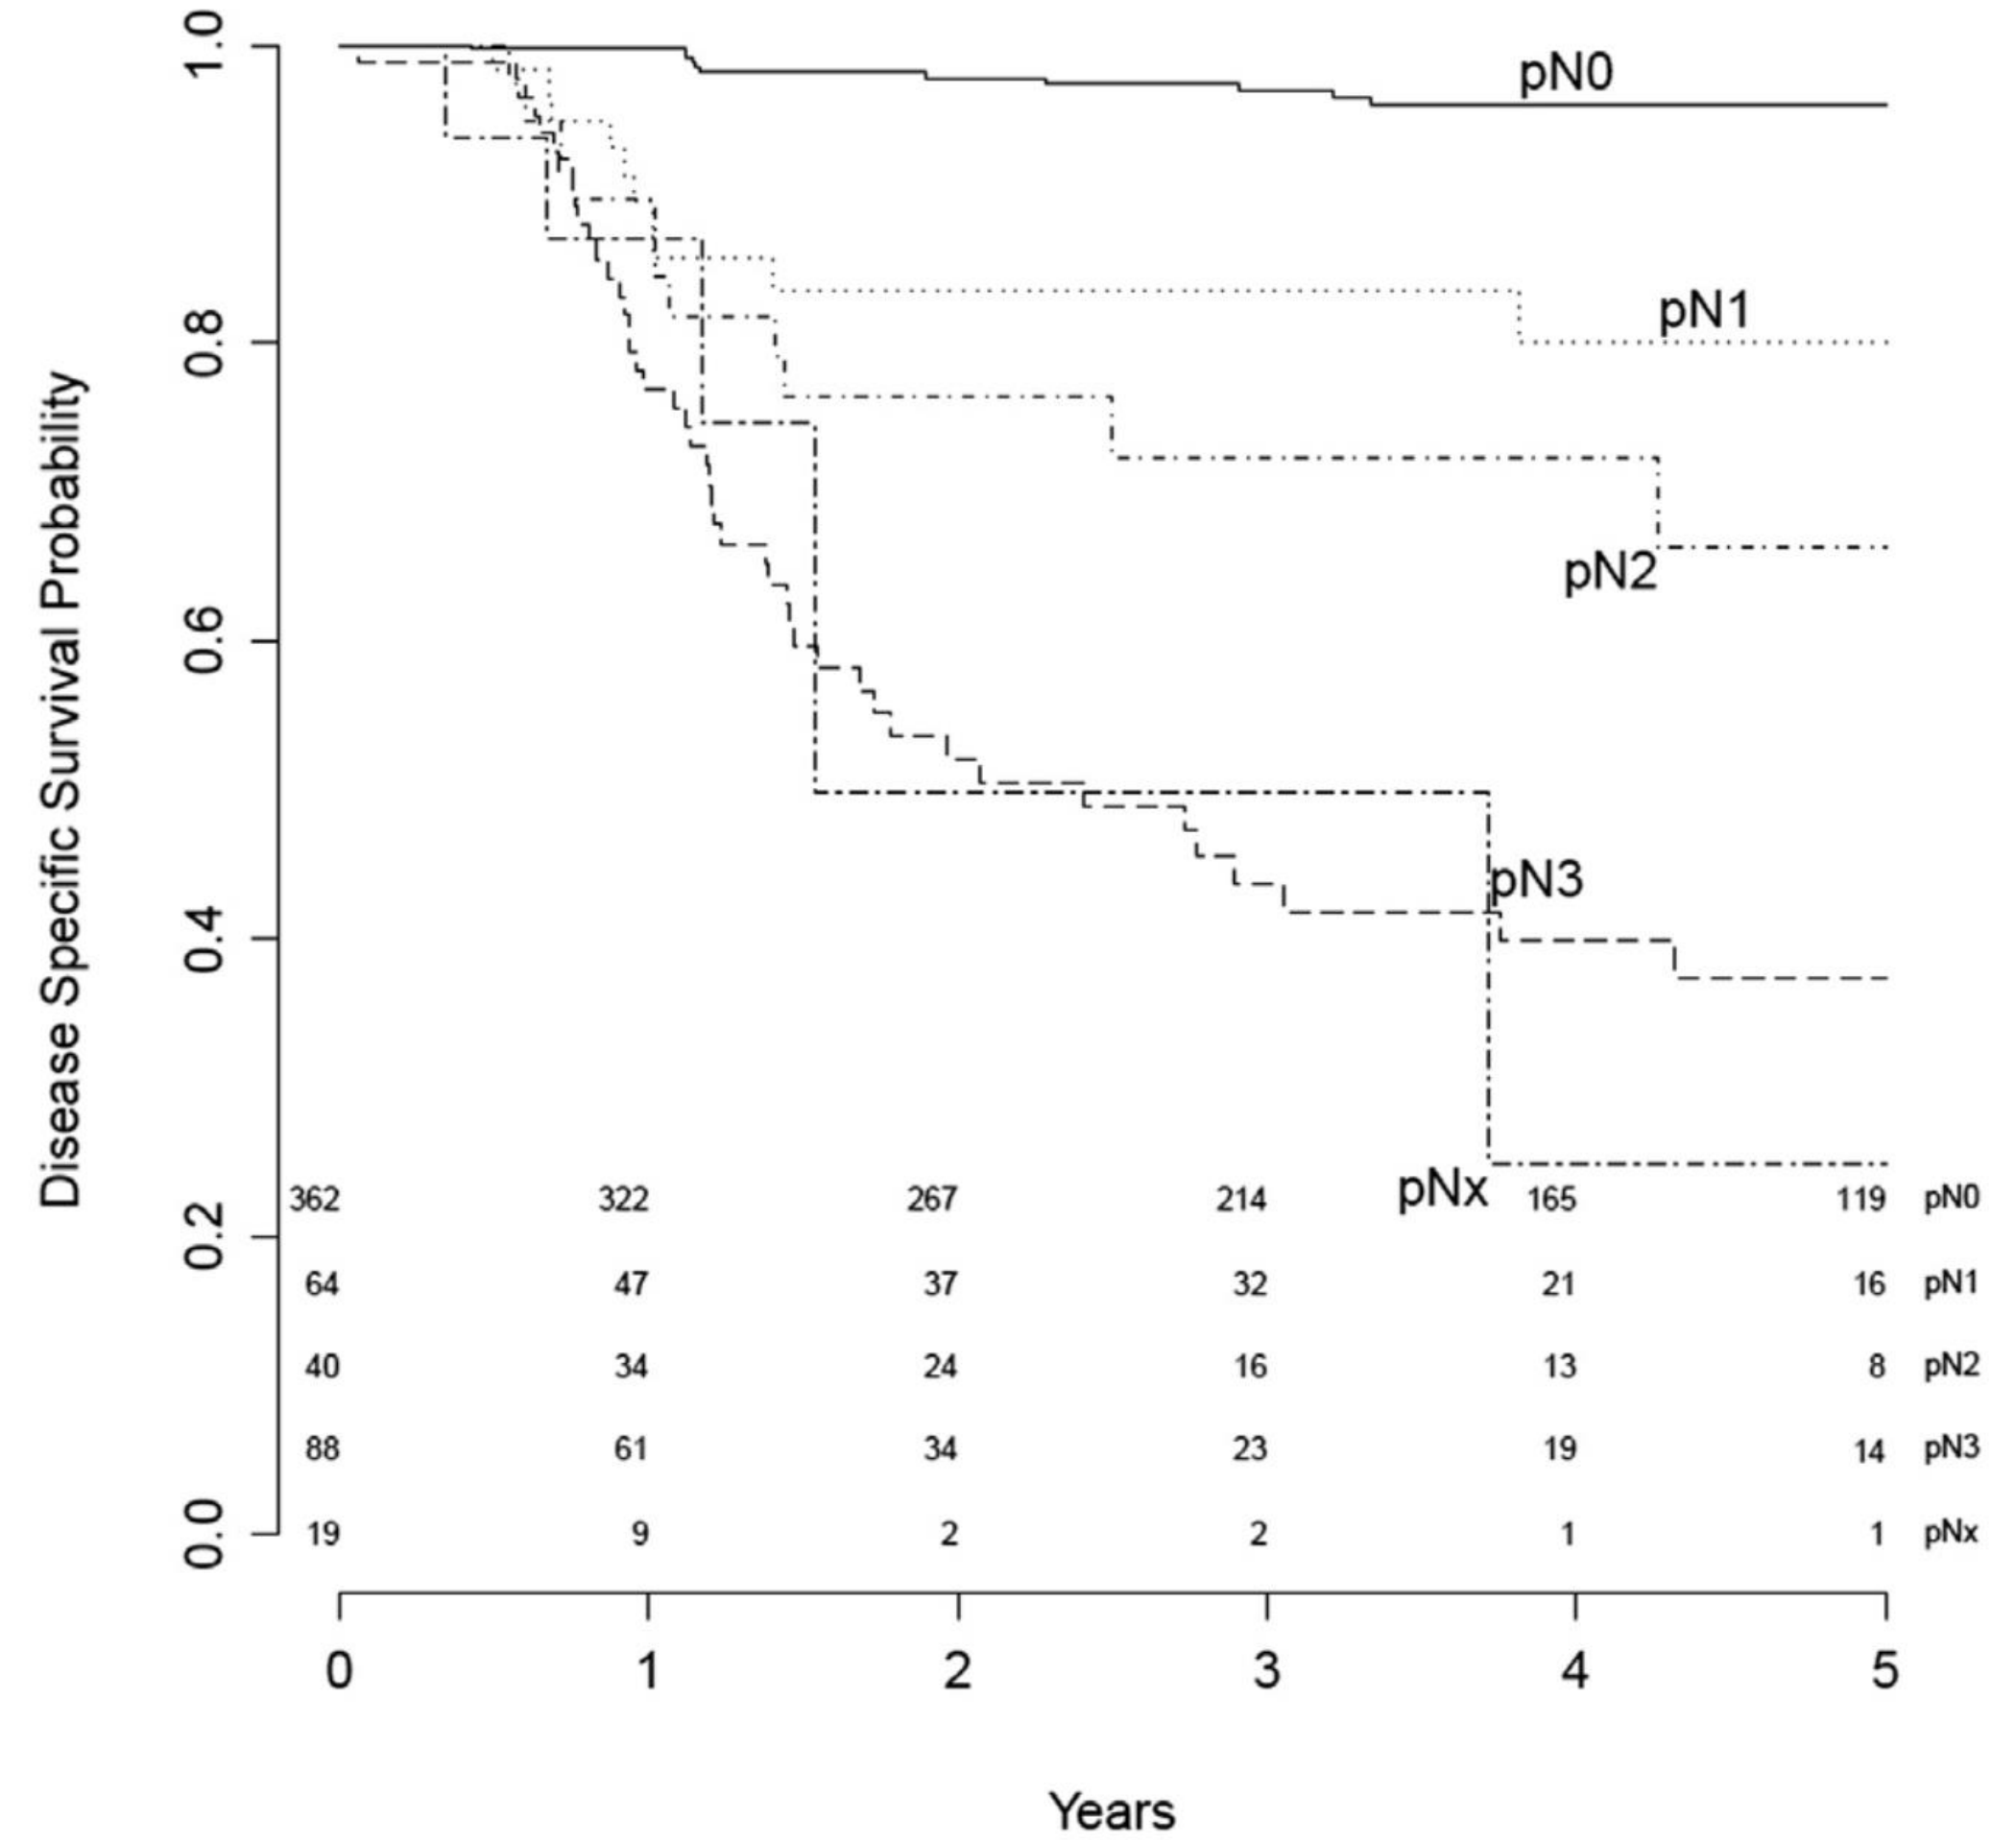 Disease Specific Survival Probability
1.0
0.8
0.6
0.4
0.2
0.0
pN0
pN1
pN2
pN3
pNx
362 322 267 214 165 119 pN0
64 47 37 32 21 16 pN1
40 34 24 16 13 8 pN2
88 61 34 23 19 14 pN3
19 9 2 2 1 1 pNx
0 1 2 3 4 5
Years